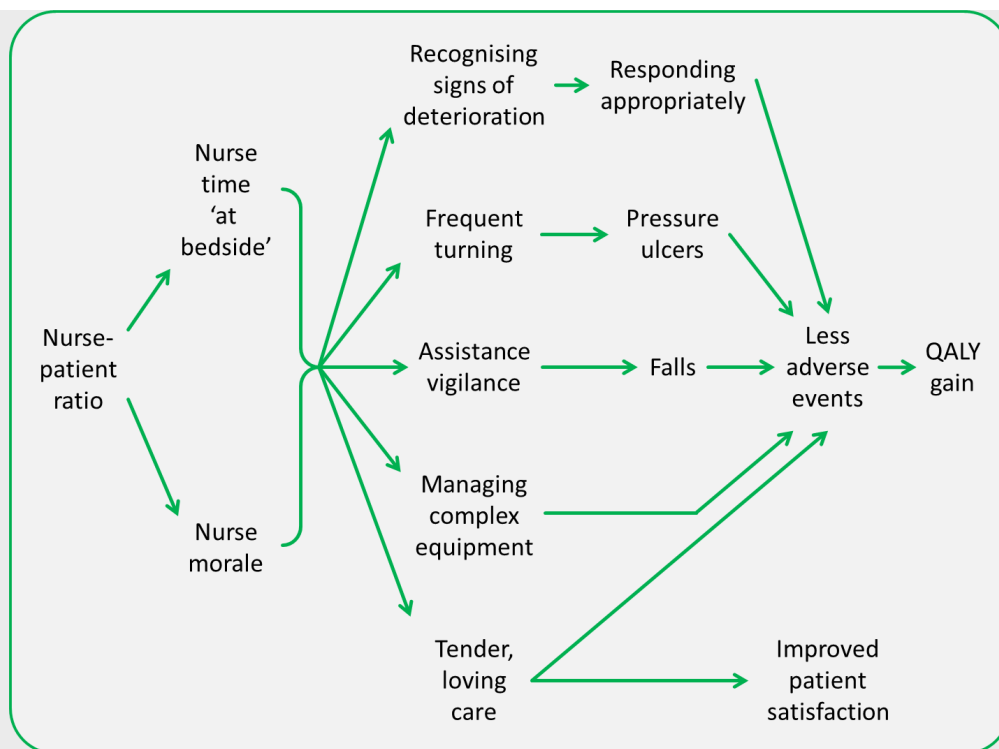 Recognising
signs of
deterioration
Responding
appropriately
Nurse
time
‘at
bedside’
Frequent
turning
Pressure
ulcers
Nurse-
patient
ratio
Assistance
vigilance
Falls
Less
adverse
events
QALY
gain
Managing
complex
equipment
Nurse
morale
Tender,
loving
care
Improved
patient
satisfaction